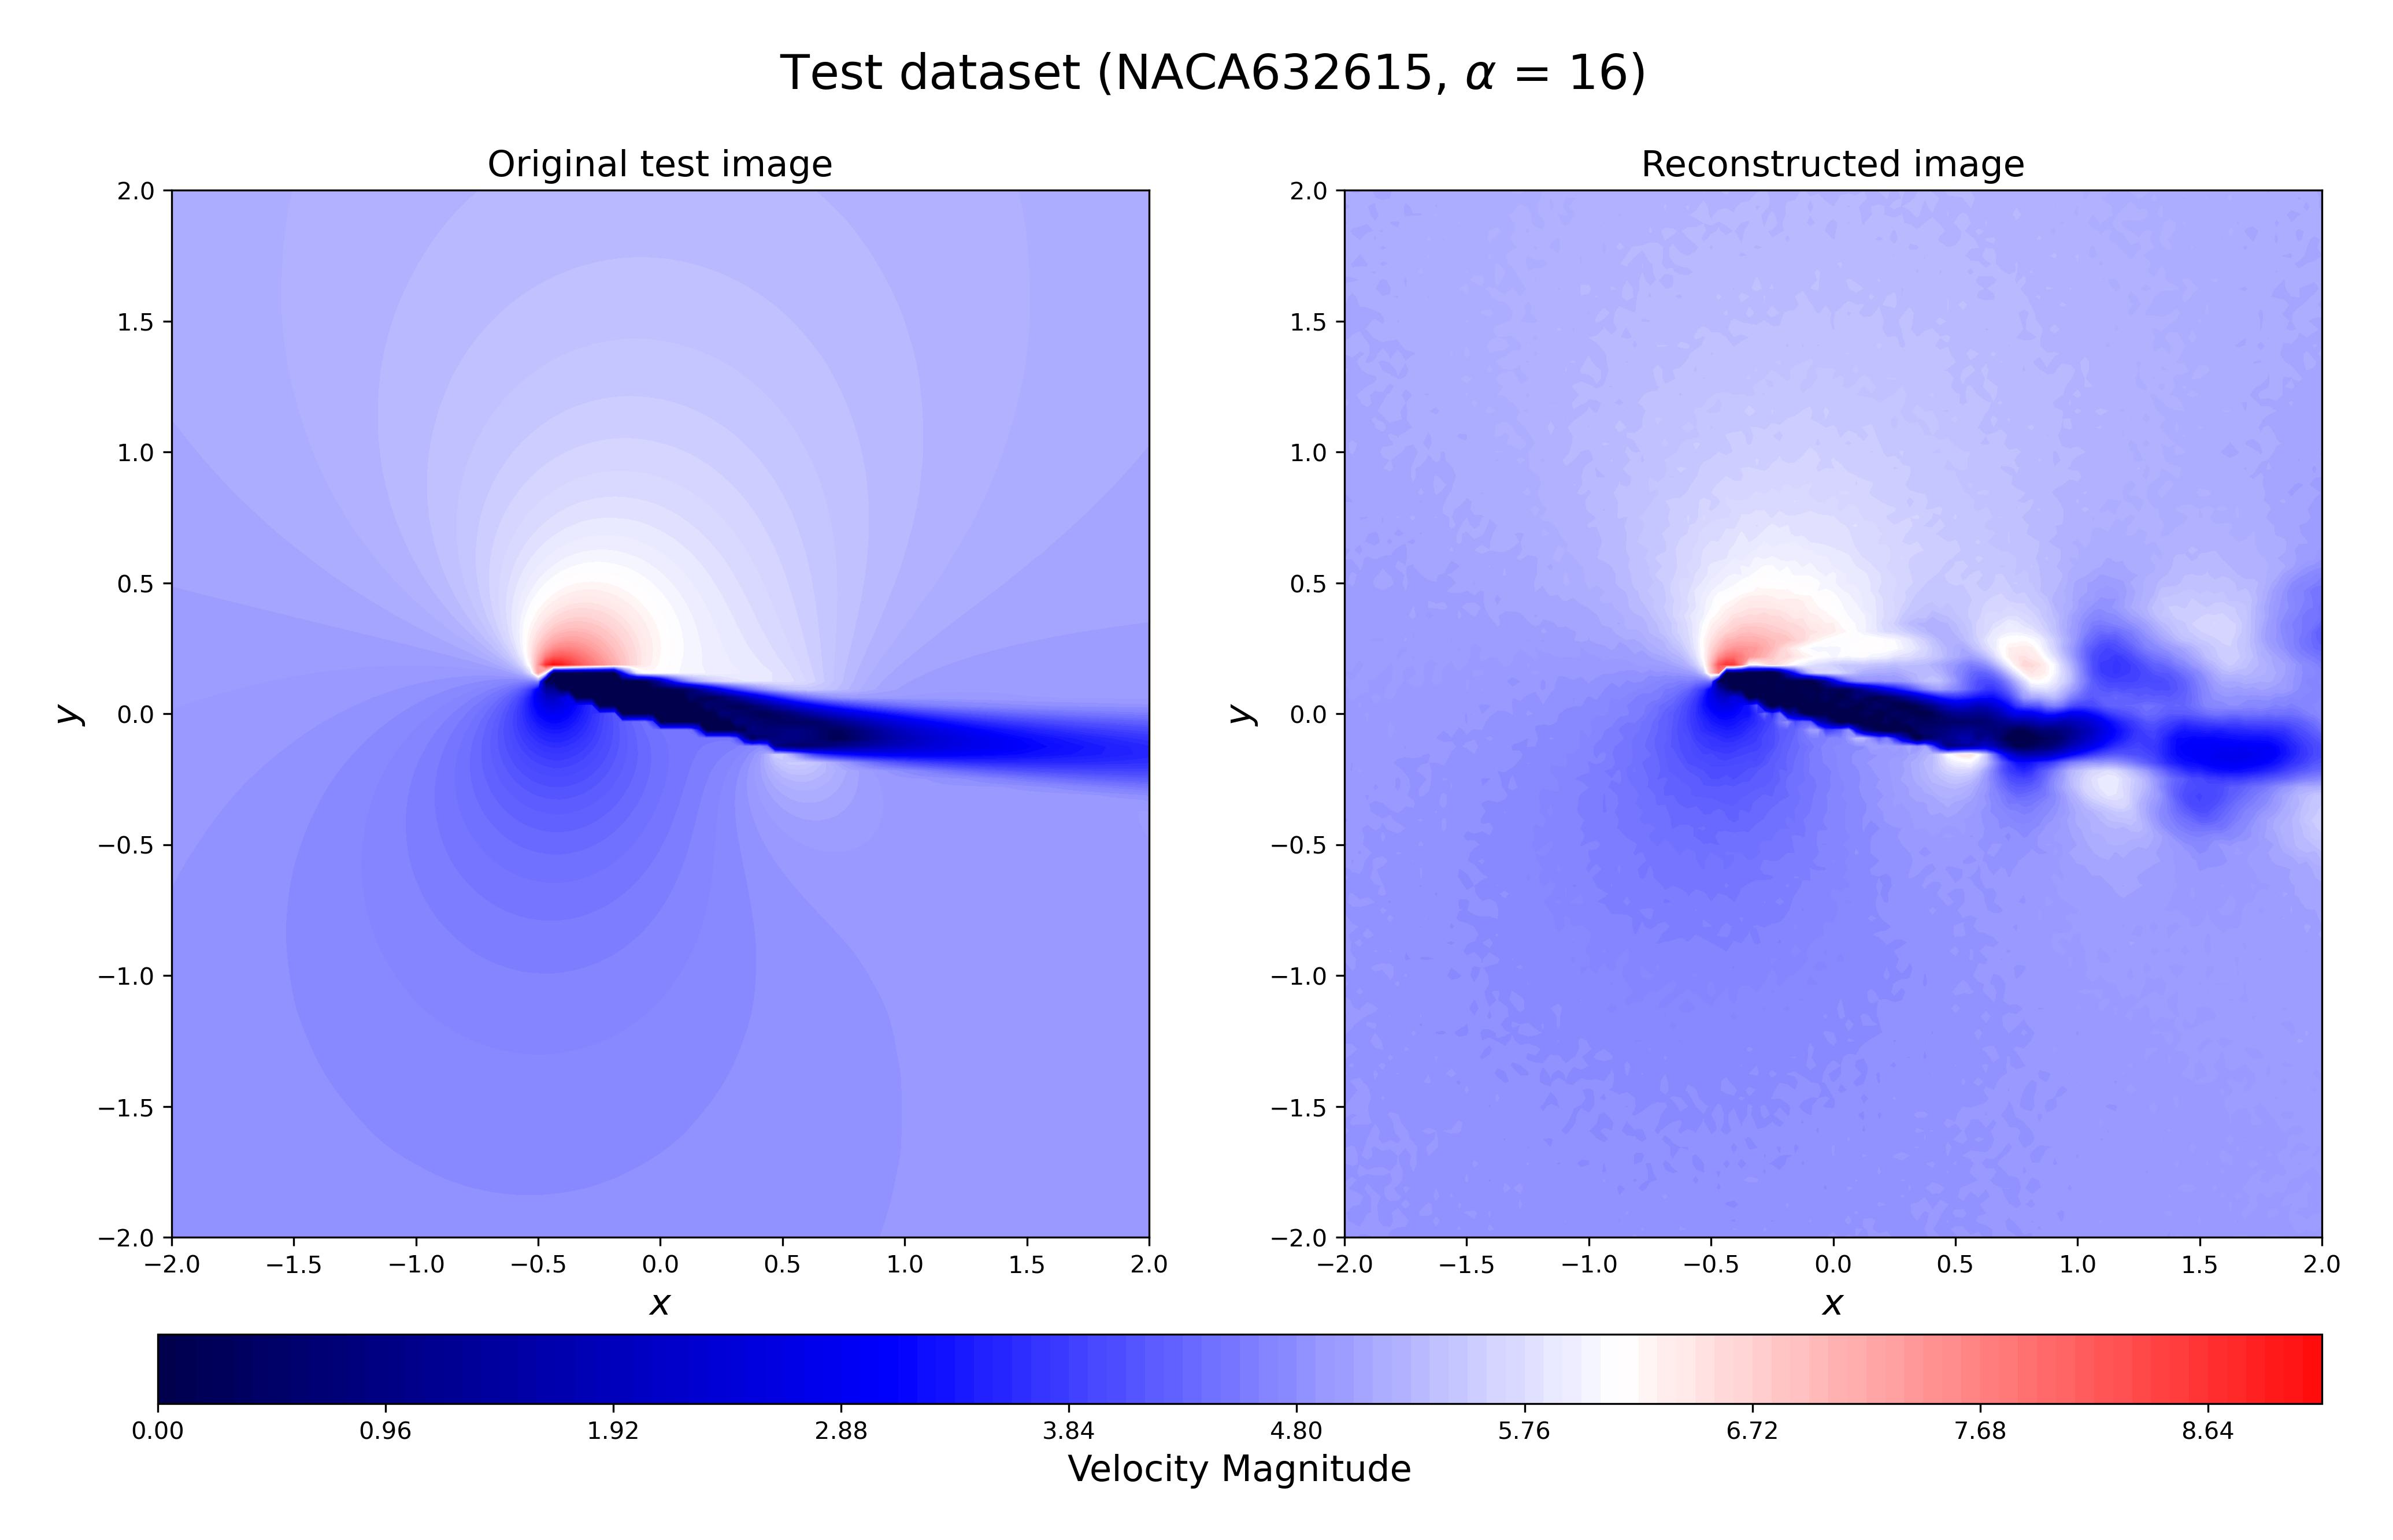 Test dataset (NACA632615, α = 16)
Original test image
2.0
1.5
1.0
0.5
0.0
−0.5
−1.0
−1.5
−2.0
y
−2.0 −1.5 −1.0 −0.5 0.0 0.5 1.0 1.5 2.0
x
Reconstructed image
2.0
1.5
1.0
0.5
0.0
−0.5
−1.0
−1.5
−2.0
y
−2.0 −1.5 −1.0 −0.5 0.0 0.5 1.0 1.5 2.0
x
0.00 0.96 1.92 2.88 3.84 4.80 5.76 6.72 7.68 8.64
Velocity Magnitude